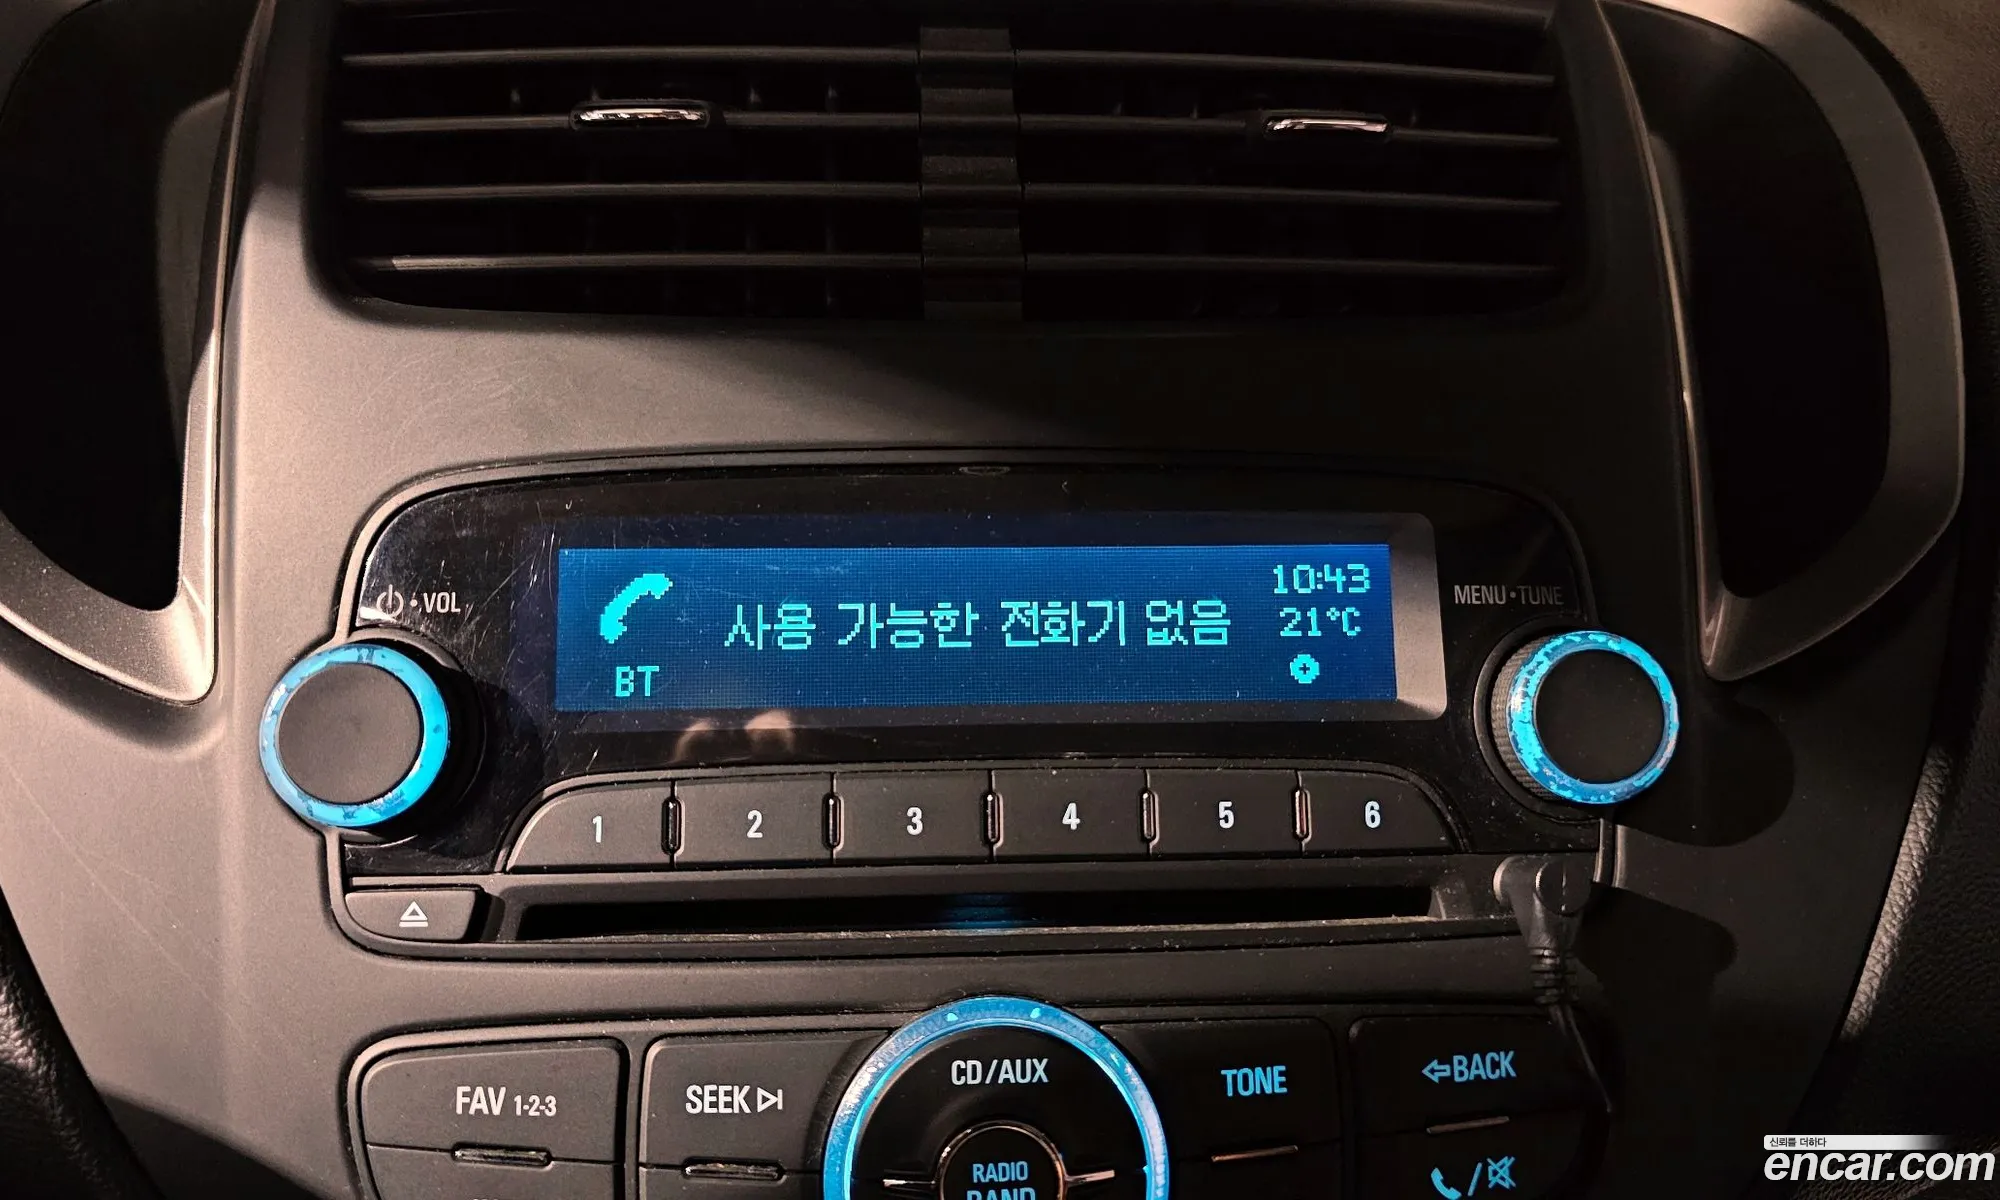 ⏻·VOL
사용 가능한 전화기 없음
BT
10:43
21°C
MENU·TUNE
1 2 3 4 5 6
FAV 1-2-3
SEEK
CD/AUX
TONE
BACK
RADIO
BAND
신뢰를 더하다
encar.com